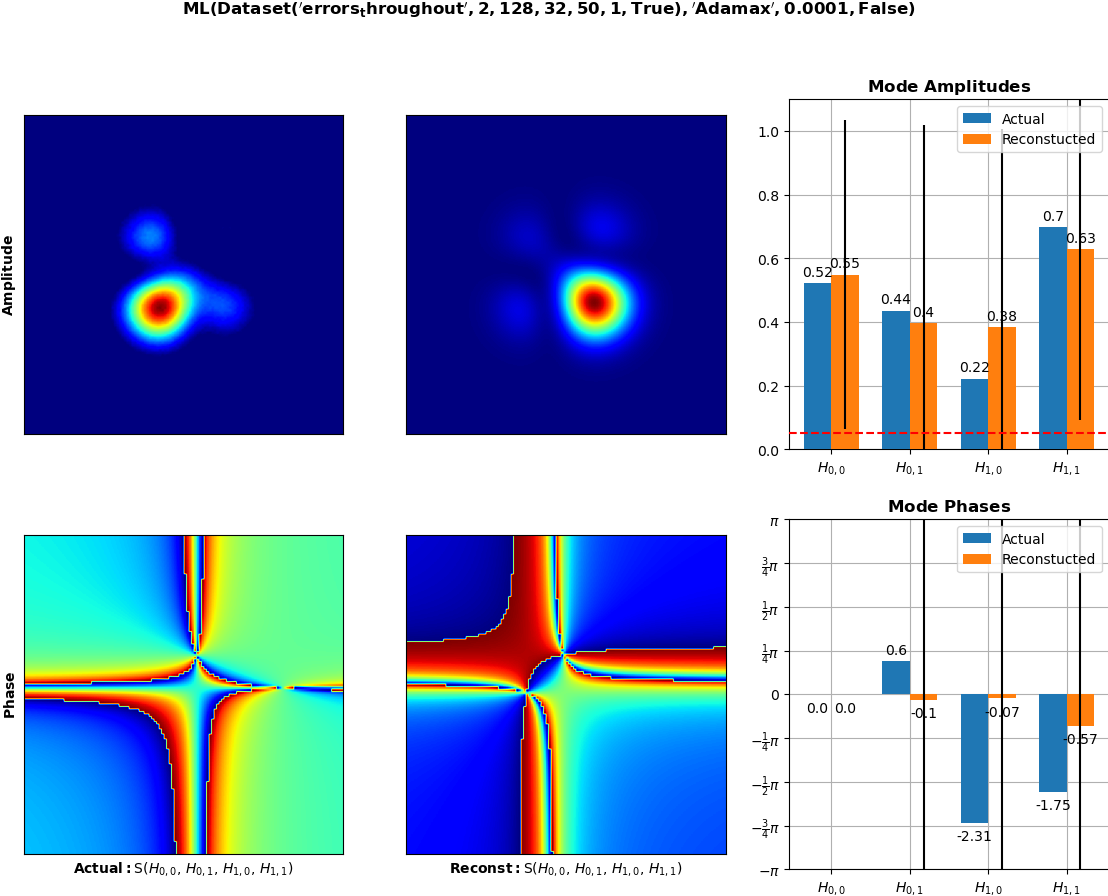 ML(Dataset('errors_throughout', 2, 128, 32, 50, 1, True), 'Adamax', 0.0001, False)
Amplitude
Mode Amplitudes
Actual
Reconstucted
1.0
0.8
0.6
0.4
0.2
0.0
0.52
0.55
0.44
0.4
0.22
0.38
0.7
0.63
H0,0
H0,1
H1,0
H1,1
Phase
Actual: S(H0,0, H0,1, H1,0, H1,1)
Reconst: S(H0,0, H0,1, H1,0, H1,1)
Mode Phases
Actual
Reconstucted
π
3/4π
1/2π
1/4π
0
−1/4π
−1/2π
−3/4π
−π
0.0
0.0
0.6
-0.1
-2.31
-0.07
-1.75
-0.57
H0,0
H0,1
H1,0
H1,1